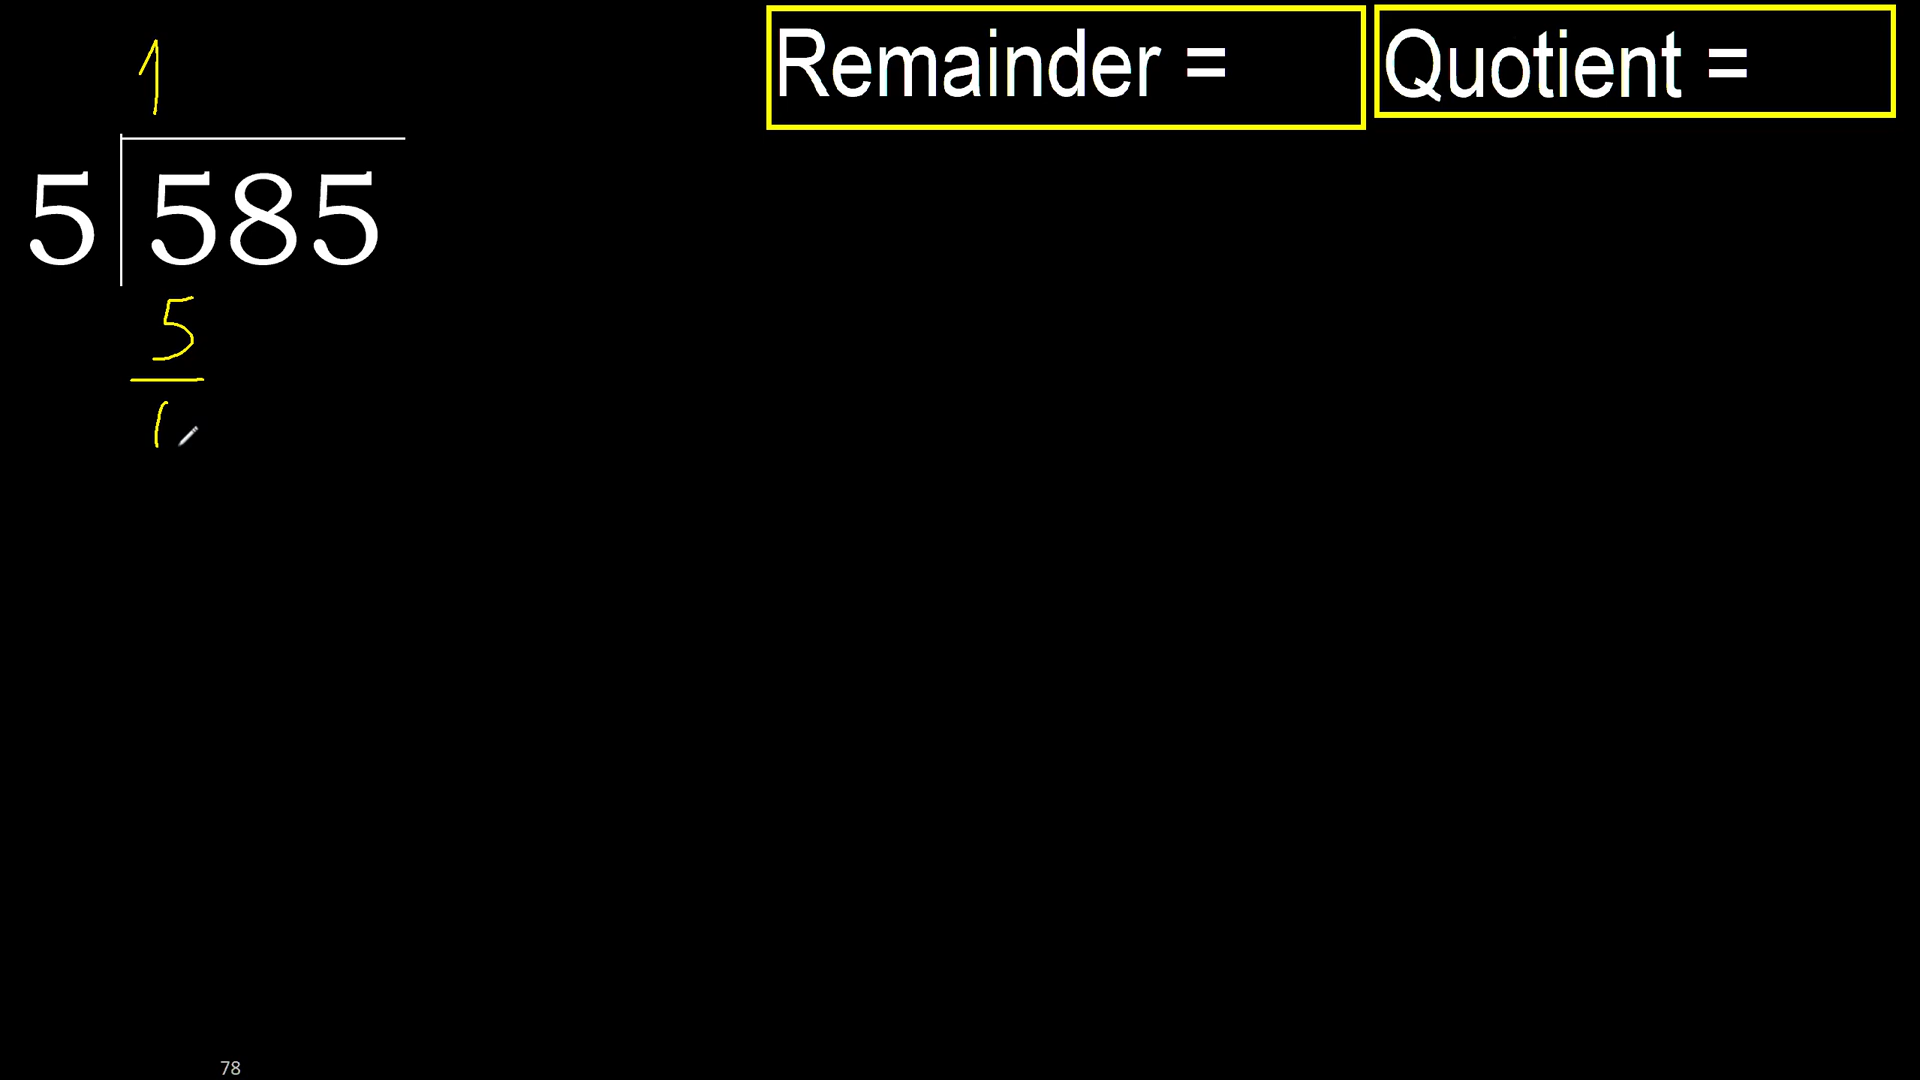 Remainder = Quotient =
1
5 585
5
78